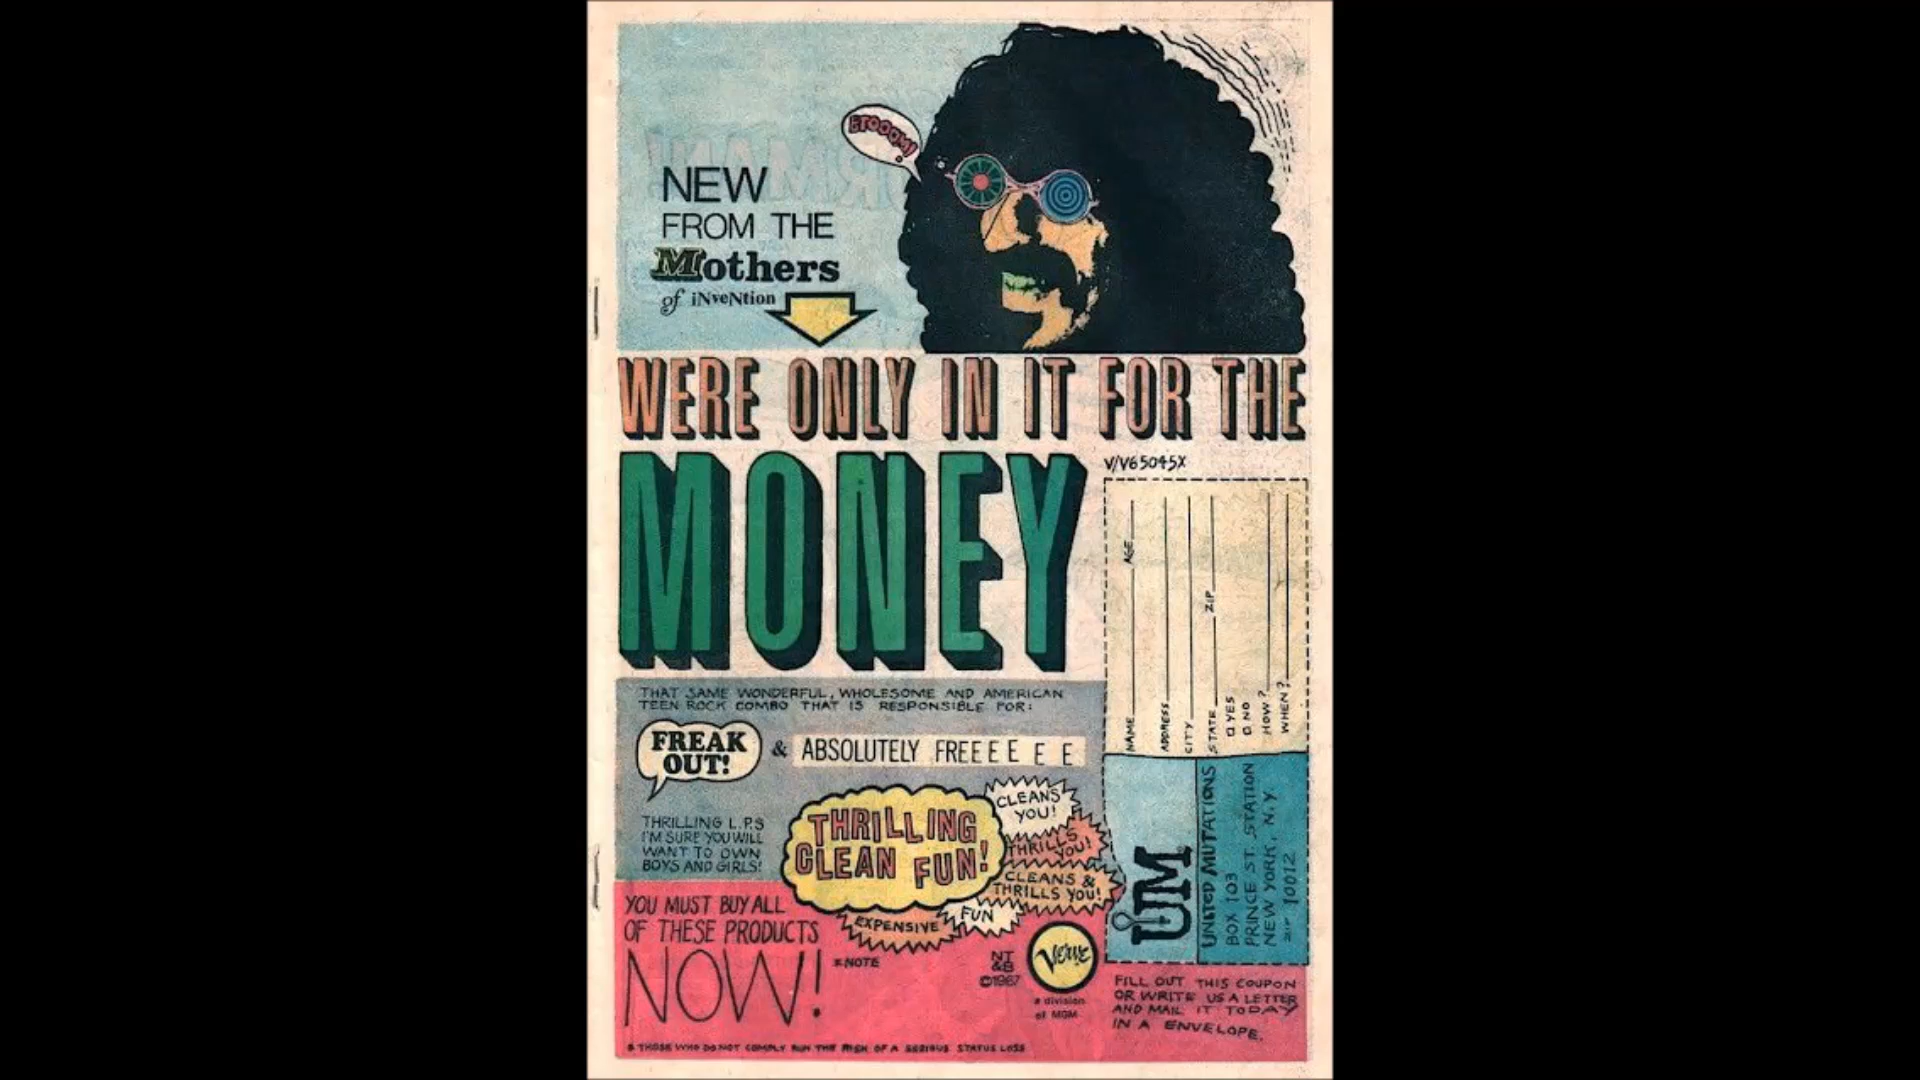 BTOOOM!
NEW
FROM THE
Mothers
of iNveNtion
WERE ONLY IN IT FOR THE
MONEY
V/V65045X
NAME AGE
ADDRESS
CITY
STATE ZIP
YES
NO
HOW?
WHEN?
THAT SAME WONDERFUL, WHOLESOME AND AMERICAN
TEEN ROCK COMBO THAT IS RESPONSIBLE FOR:
FREAK
OUT!
& ABSOLUTELY FREEEE E E
THRILLING L.P.S
I'M SURE YOU WILL
WANT TO OWN
BOYS AND GIRLS!
THRILLING
CLEAN FUN!
CLEANS
YOU!
THRILLS
YOU!
CLEANS &
THRILLS YOU!
FUN
EXPENSIVE
UM
UNITED MUTATIONS
BOX 103
PRINCE ST. STATION
NEW YORK, N.Y.
ZIP 10012
YOU MUST BUY ALL
OF THESE PRODUCTS
NOW!
*NOTE
NT
&B
©1967
Verve
a division
of MGM
FILL OUT THIS COUPON
OR WRITE US A LETTER
AND MAIL IT TODAY
IN A ENVELOPE.
* THOSE WHO DO NOT COMPLY RUN THE RISK OF A SERIOUS STATUS LOSS